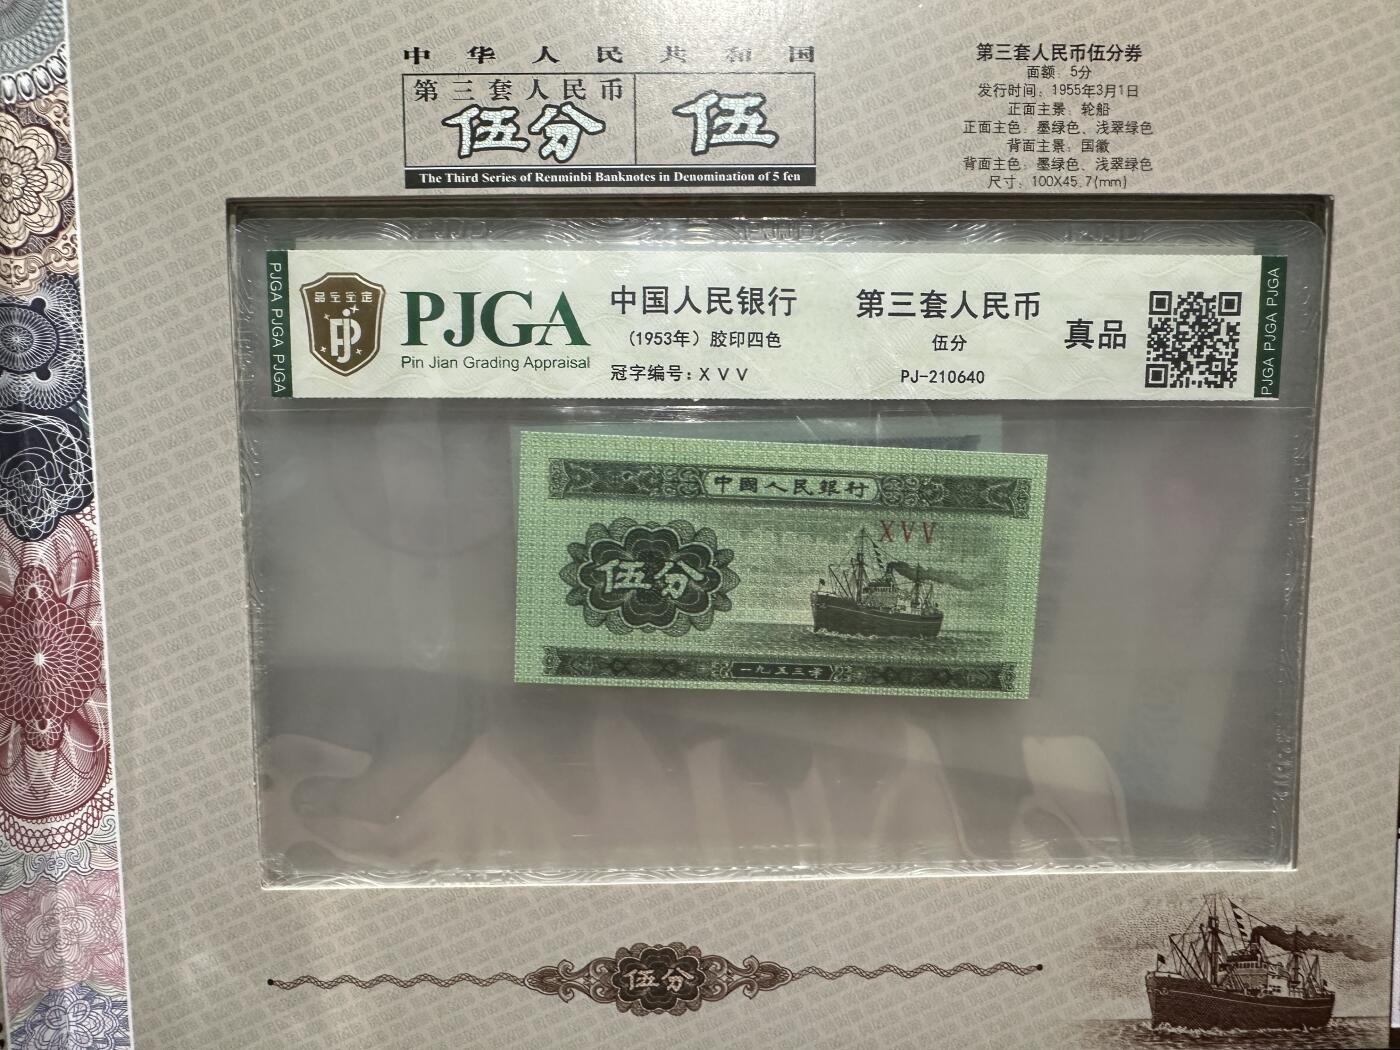 中华人民共和国
第三套人民币
伍分
伍
The Third Series of Renminbi Banknotes in Denomination of 5 fen
第三套人民币伍分券
面额：5分
发行时间：1955年3月1日
正面主景：轮船
正面主色：墨绿色、浅翠绿色
背面主景：国徽
背面主色：墨绿色、浅翠绿色
尺寸：100X45.7(mm)
PJGA PJGA PJGA
PJGA
Pin Jian Grading Appraisal
中国人民银行
(1953年）胶印四色
冠字编号：X V V
第三套人民币
伍分
PJ-210640
真品
PJGA PJGA PJGA
中國人民銀行
XVV
伍分
一九五三年
伍分